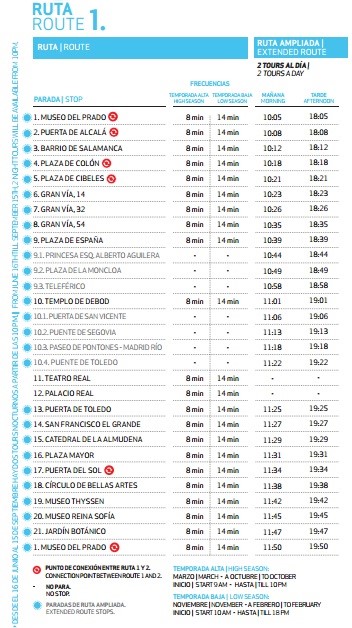 RUTA
ROUTE 1.
RUTA | ROUTE
RUTA AMPLIADA |
EXTENDED ROUTE
2 TOURS AL DÍA |
2 TOURS A DAY
FRECUENCIAS
PARADA | STOP
TEMPORADA ALTA HIGH SEASON
TEMPORADA BAJA LOW SEASON
MAÑANA MORNING
TARDE AFTERNOON
1. MUSEO DEL PRADO 8 min 14 min 10:05 18:05
2. PUERTA DE ALCALÁ 8 min 14 min 10:08 18:08
3. BARRIO DE SALAMANCA 8 min 14 min 10:12 18:12
4. PLAZA DE COLÓN 8 min 14 min 10:18 18:18
5. PLAZA DE CIBELES 8 min 14 min 10:21 18:21
6. GRAN VÍA, 14 8 min 14 min 10:23 18:23
7. GRAN VÍA, 32 8 min 14 min 10:26 18:26
8. GRAN VÍA, 54 8 min 14 min 10:35 18:35
9. PLAZA DE ESPAÑA 8 min 14 min 10:39 18:39
9.1. PRINCESA ESQ. ALBERTO AGUILERA - - 10:44 18:44
9.2. PLAZA DE LA MONCLOA - - 10:49 18:49
9.3. TELEFÉRICO - - 10:58 18:58
10. TEMPLO DE DEBOD 8 min 14 min 11:01 19:01
10.1. PUERTA DE SAN VICENTE - - 11:06 19:06
10.2. PUENTE DE SEGOVIA - - 11:13 19:13
10.3. PASEO DE PONTONES - MADRID RÍO - - 11:18 19:18
10.4. PUENTE DE TOLEDO - - 11:22 19:22
11. TEATRO REAL 8 min 14 min - -
12. PALACIO REAL 8 min 14 min - -
13. PUERTA DE TOLEDO 8 min 14 min 11:25 19:25
14. SAN FRANCISCO EL GRANDE 8 min 14 min 11:27 19:27
15. CATEDRAL DE LA ALMUDENA 8 min 14 min 11:29 19:29
16. PLAZA MAYOR 8 min 14 min 11:31 19:31
17. PUERTA DEL SOL 8 min 14 min 11:34 19:34
18. CÍRCULO DE BELLAS ARTES 8 min 14 min 11:38 19:38
19. MUSEO THYSSEN 8 min 14 min 11:42 19:42
20. MUSEO REINA SOFÍA 8 min 14 min 11:45 19:45
21. JARDÍN BOTÁNICO 8 min 14 min 11:47 19:47
1. MUSEO DEL PRADO 8 min 14 min 11:50 19:50
PUNTO DE CONEXIÓN ENTRE RUTA 1 Y 2.
CONNECTION POINT BETWEEN ROUTE 1 AND 2.
- NO PARA.
NO STOP.
PARADAS DE RUTA AMPLIADA.
EXTENDED ROUTE STOPS.
TEMPORADA ALTA | HIGH SEASON:
MARZO | MARCH - A OCTUBRE | TO OCTOBER
INICIO | START 9 AM - HASTA | TILL 10 PM
TEMPORADA BAJA | LOW SEASON:
NOVIEMBRE | NOVEMBER - A FEBRERO | TO FEBRUARY
INICIO | START 10 AM - HASTA | TILL 18 PM
* DESDE EL 16 DE JUNIO AL 15 DE SEPTIEMBRE HAY DOS TOURS NOCTURNOS A PARTIR DE LAS 10 PM. | FROM JUNE 16TH TILL SEPTEMBER 15TH, 2 NIGHT TOURS WILL BE AVAILABLE FROM 10 PM.